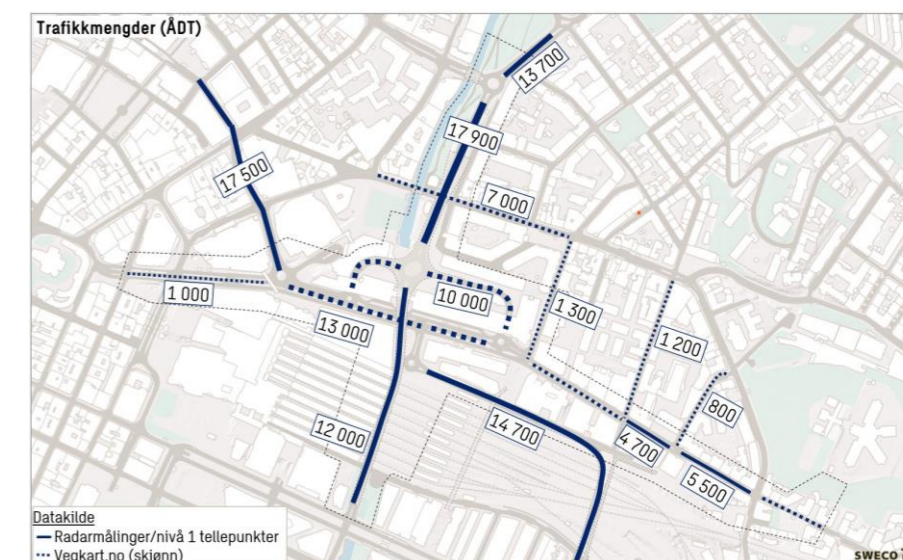 Trafikkmengder (ÅDT)
13 700
17 900
17 500
7 000
1 000
10 000
1 300
13 000
1 200
800
12 000
14 700
4 700
5 500
Datakilde
Radarmålinger/nivå 1 tellepunkter
Vegkart.no (skjønn)
SWECO